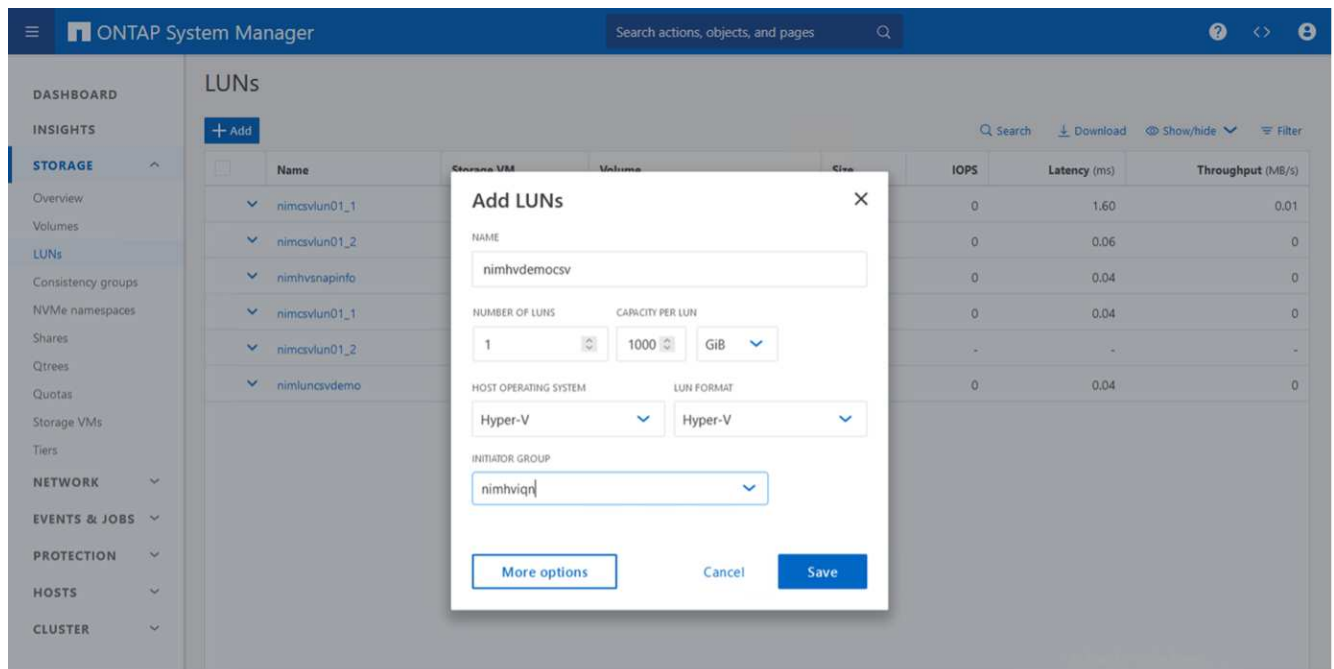 ONTAP System Manager
Search actions, objects, and pages
DASHBOARD
INSIGHTS
STORAGE
Overview
Volumes
LUNs
Consistency groups
NVMe namespaces
Shares
Qtrees
Quotas
Storage VMs
Tiers
NETWORK
EVENTS & JOBS
PROTECTION
HOSTS
CLUSTER
LUNs
+ Add
Search Download Show/hide Filter
Name Storage VM Volume Size IOPS Latency (ms) Throughput (MB/s)
nimcsvlun01_1 0 1.60 0.01
nimcsvlun01_2 0 0.06 0
nimhvsnapinfo 0 0.04 0
nimcsvlun01_1 0 0.04 0
nimcsvlun01_2 - - -
nimluncsvdemo 0 0.04 0
Add LUNs
NAME
nimhvdemocsv
NUMBER OF LUNS CAPACITY PER LUN
1 1000 GiB
HOST OPERATING SYSTEM LUN FORMAT
Hyper-V Hyper-V
INITIATOR GROUP
nimhviqn
More options Cancel Save